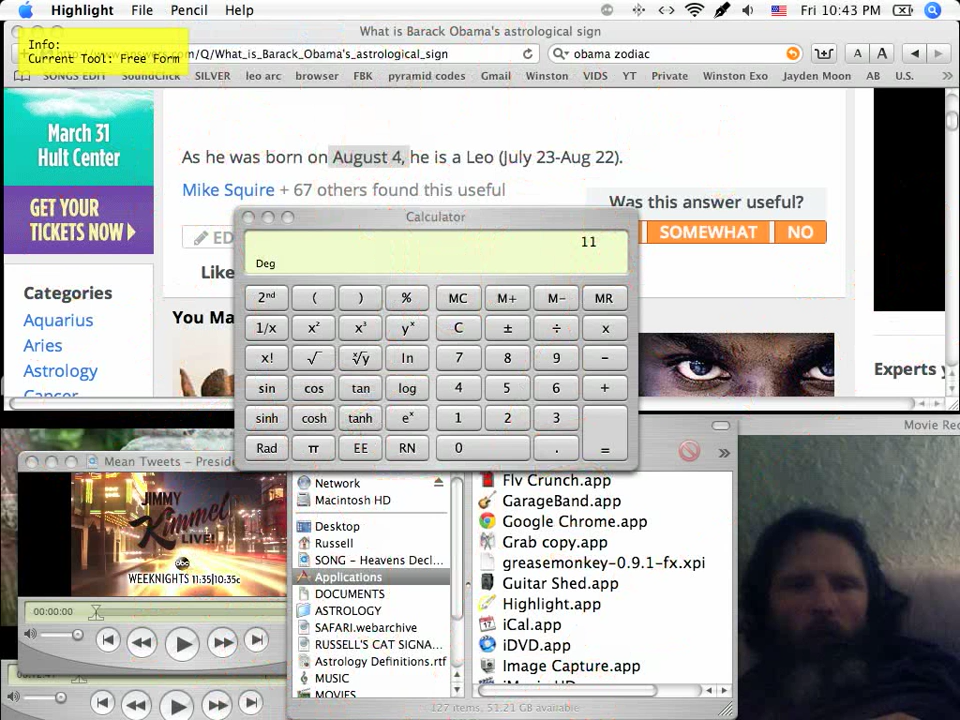 Highlight File Pencil Help Fri 10:43 PM
What is Barack Obama's astrological sign
Info:
Current Tool: Free Form
http://www.answers.com/Q/What_is_Barack_Obama's_astrological_sign
obama zodiac
A A
SONGS EDIT SoundClick SILVER leo arc browser FBK pyramid codes Gmail Winston VIDS YT Private Winston Exo Jayden Moon AB U.S. »
March 31
Hult Center
GET YOUR
TICKETS NOW
As he was born on August 4, he is a Leo (July 23-Aug 22).
Mike Squire + 67 others found this useful
Was this answer useful?
SOMEWHAT NO
ED
Like
You Ma
Categories
Aquarius
Aries
Astrology
Cancer
Experts y
Calculator
11
Deg
2nd ( ) % MC M+ M- MR
1/x x² x³ yˣ C ± ÷ x
x! √ ˣ√y ln 7 8 9 -
sin cos tan log 4 5 6 +
sinh cosh tanh eˣ 1 2 3
Rad π EE RN 0 . =
Movie Rec
Mean Tweets – Preside
JIMMY
Kimmel
LIVE!
abc
WEEKNIGHTS 11:35|10:35c
00:00:00
Network
Macintosh HD
Desktop
Russell
SONG - Heavens Decl...
Applications
DOCUMENTS
ASTROLOGY
SAFARI.webarchive
RUSSELL'S CAT SIGNA...
Astrology Definitions.rtf
MUSIC
MOVIES
Flv Crunch.app
GarageBand.app
Google Chrome.app
Grab copy.app
greasemonkey-0.9.1-fx.xpi
Guitar Shed.app
Highlight.app
iCal.app
iDVD.app
Image Capture.app
iMovie HD
127 items, 51.21 GB available